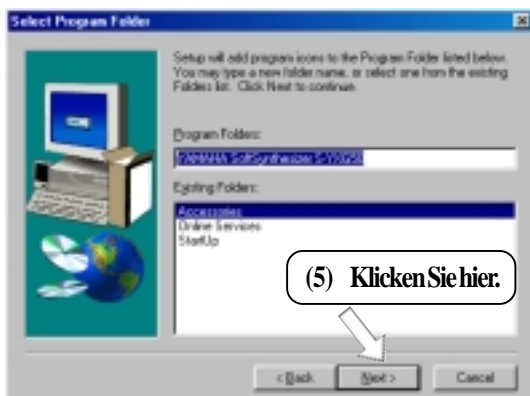 Select Program Folder
Setup will add program icons to the Program Folder listed below.
You may type a new folder name, or select one from the existing
Folders list. Click Next to continue.
Program Folders:
YAMAHA SoftSynthesizer S-YXG50
Existing Folders:
Accessories
Online Services
StartUp
(5) Klicken Sie hier.
< Back
Next >
Cancel